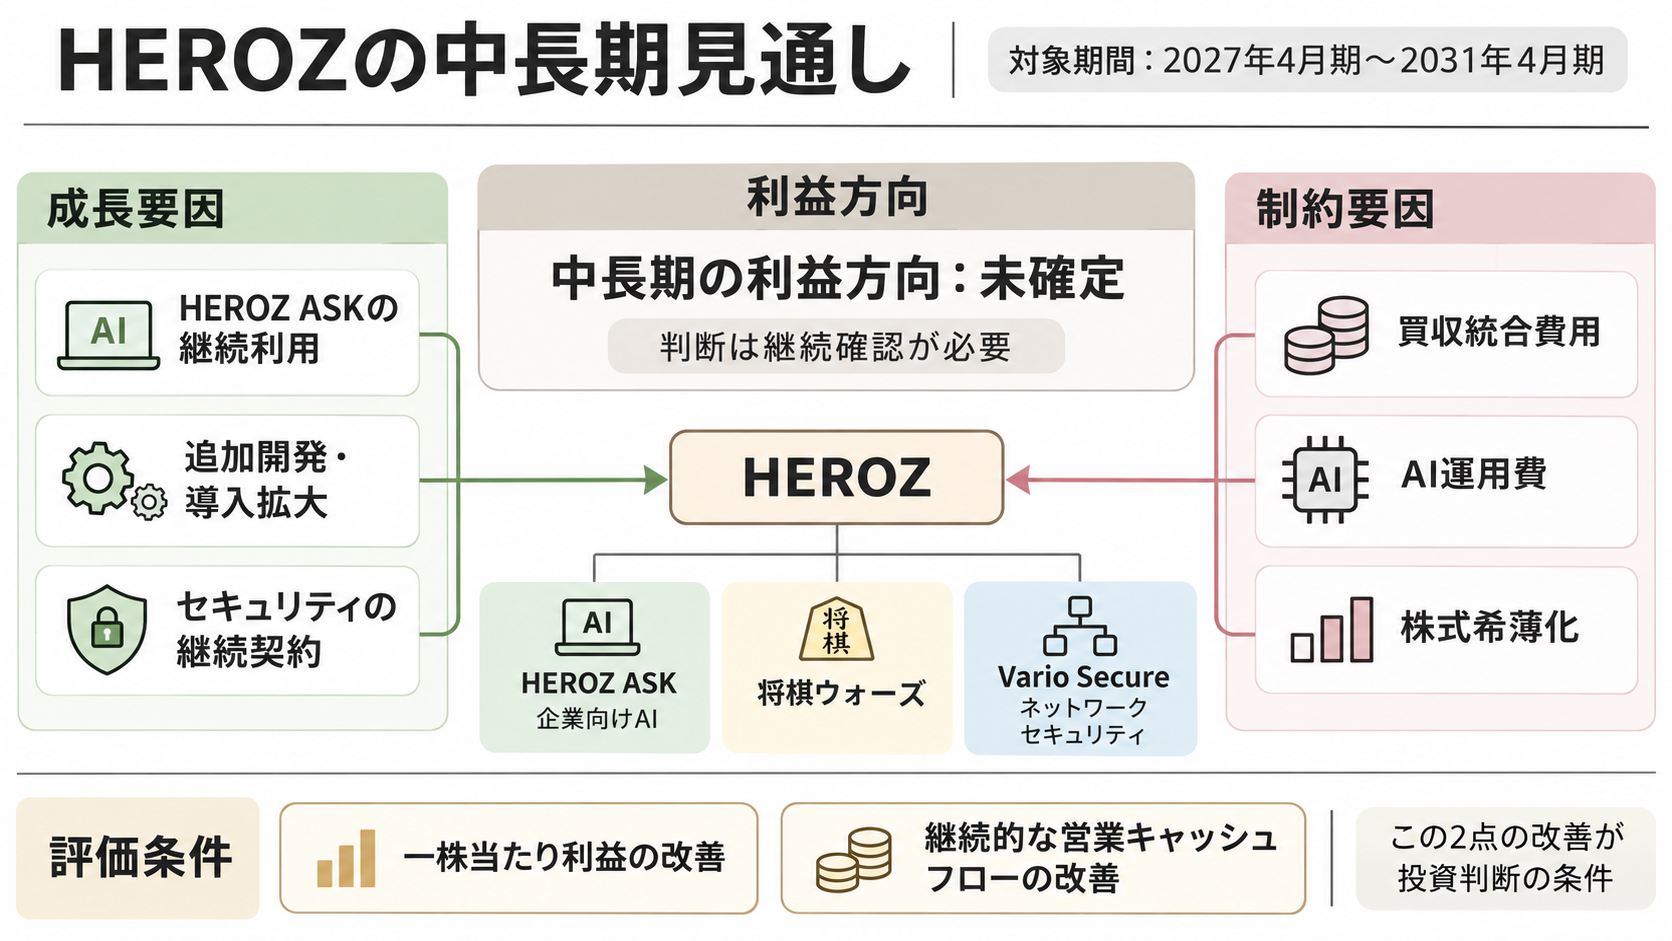 HEROZの中長期見通し
対象期間：2027年4月期～2031年4月期
成長要因
AI
HEROZ ASKの
継続利用
追加開発・
導入拡大
セキュリティの
継続契約
利益方向
中長期の利益方向：未確定
判断は継続確認が必要
HEROZ
AI
HEROZ ASK
企業向けAI
将
棋
将棋ウォーズ
Vario Secure
ネットワーク
セキュリティ
制約要因
買収統合費用
AI
AI運用費
株式希薄化
評価条件
一株当たり利益の改善
継続的な営業キャッシュ
フローの改善
この2点の改善が
投資判断の条件